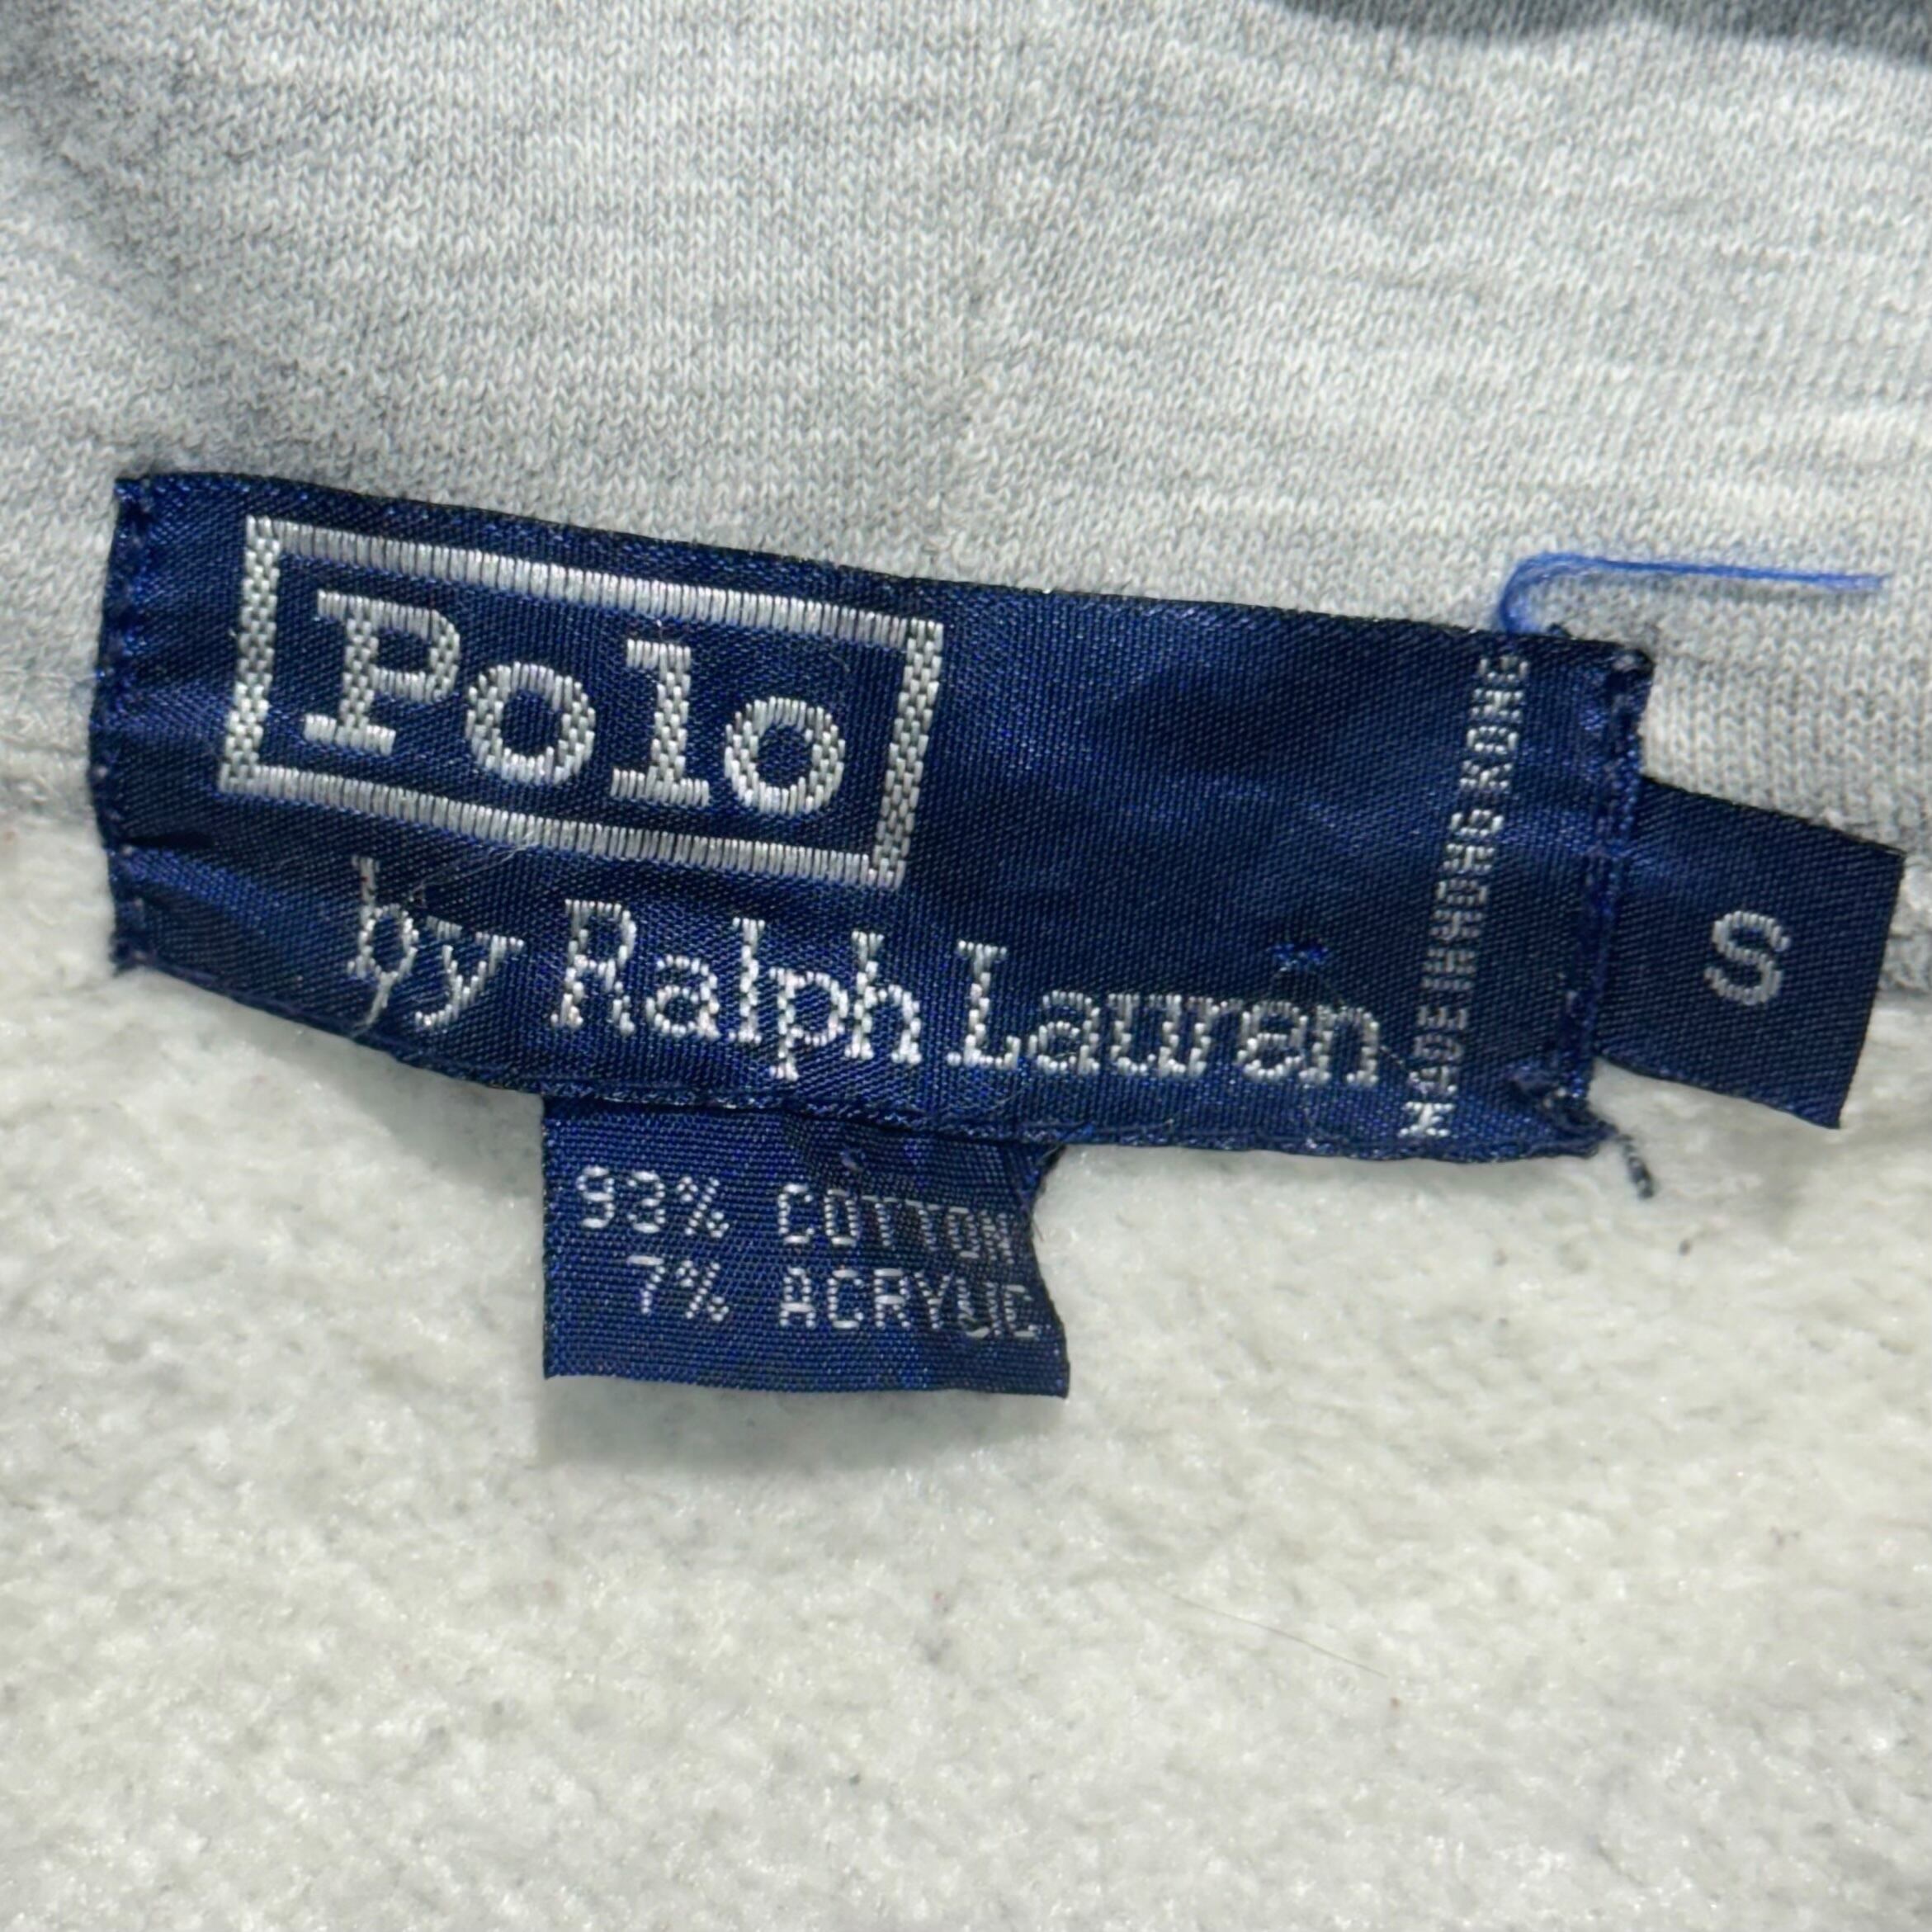 Polo
by Ralph Lauren
MADE IN HONG KONG
S
93% COTTON
7% ACRYLIC